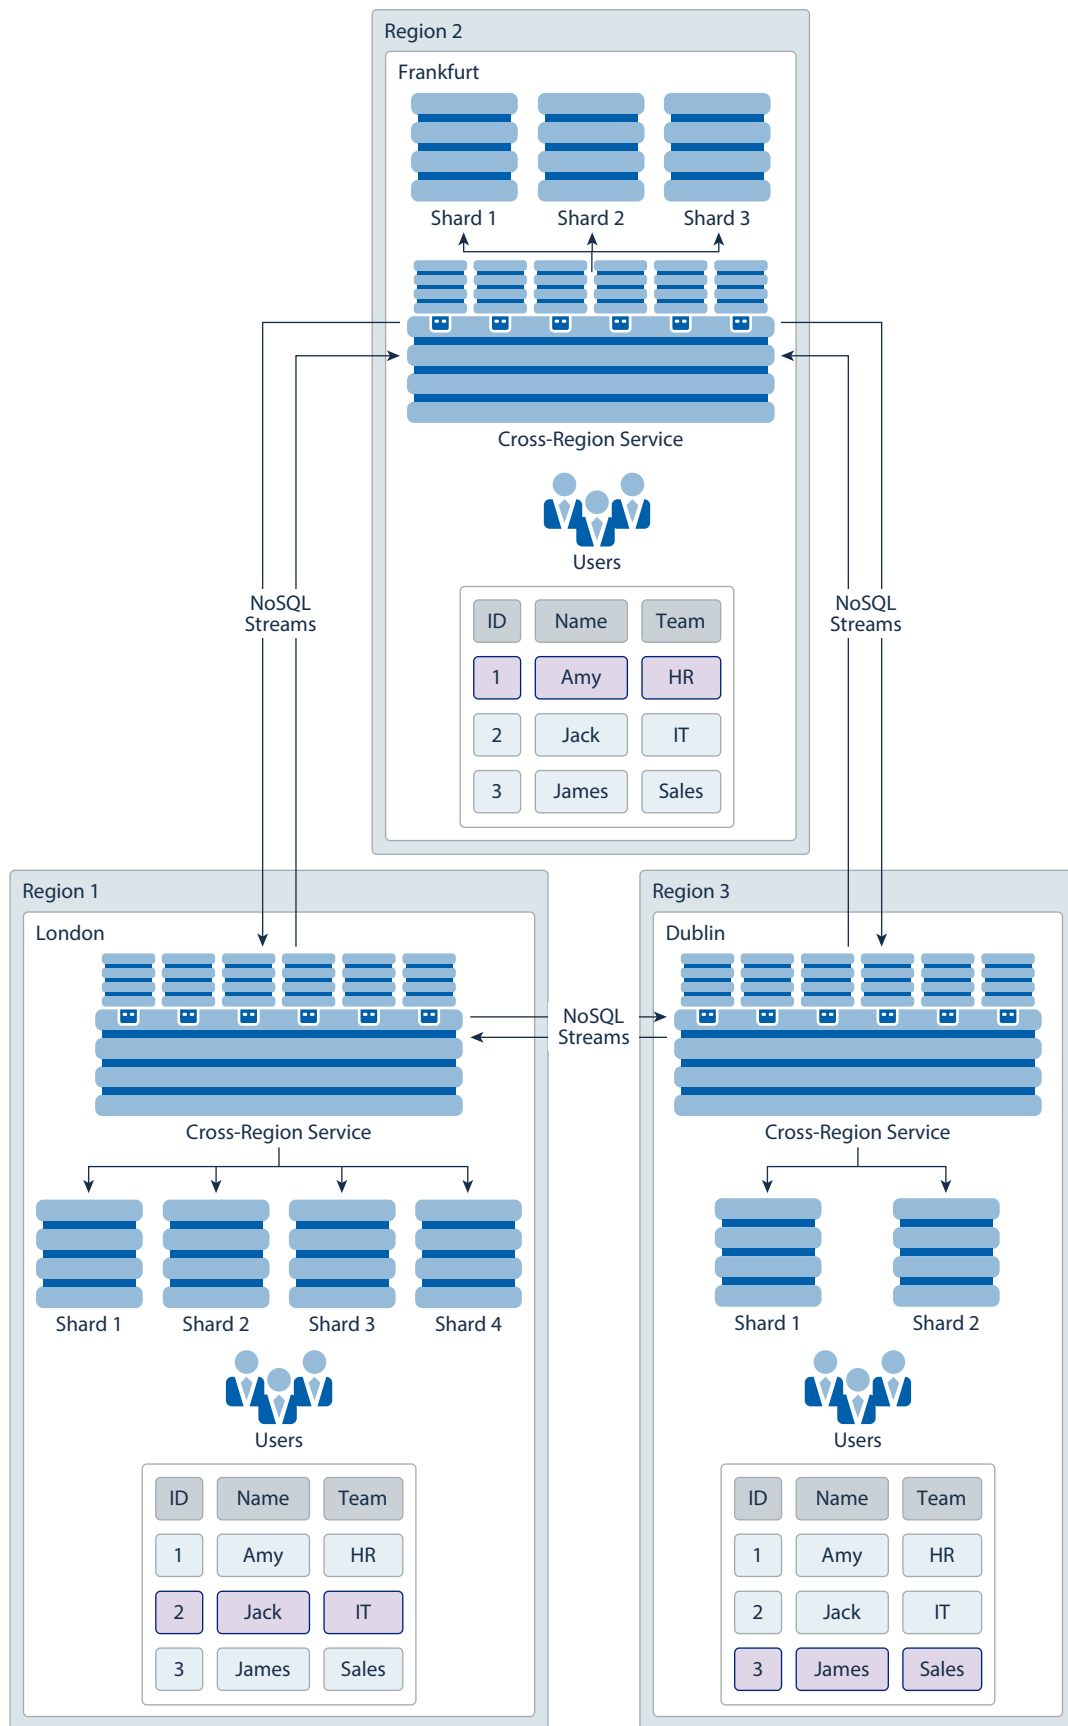 Region 2
Frankfurt
Shard 1 Shard 2 Shard 3
Cross-Region Service
Users
NoSQL
Streams
NoSQL
Streams
ID Name Team
1 Amy HR
2 Jack IT
3 James Sales
Region 1
London
Cross-Region Service
Shard 1 Shard 2 Shard 3 Shard 4
Users
ID Name Team
1 Amy HR
2 Jack IT
3 James Sales
NoSQL
Streams
Region 3
Dublin
Cross-Region Service
Shard 1 Shard 2
Users
ID Name Team
1 Amy HR
2 Jack IT
3 James Sales